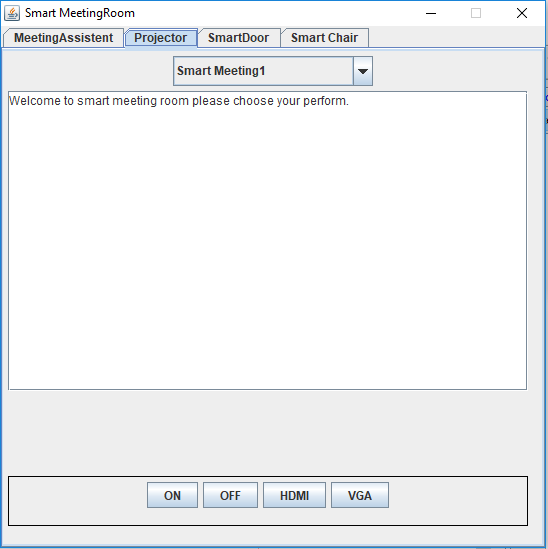 Smart MeetingRoom
MeetingAssistent Projector SmartDoor Smart Chair
Smart Meeting1
Welcome to smart meeting room please choose your perform.
ON OFF HDMI VGA